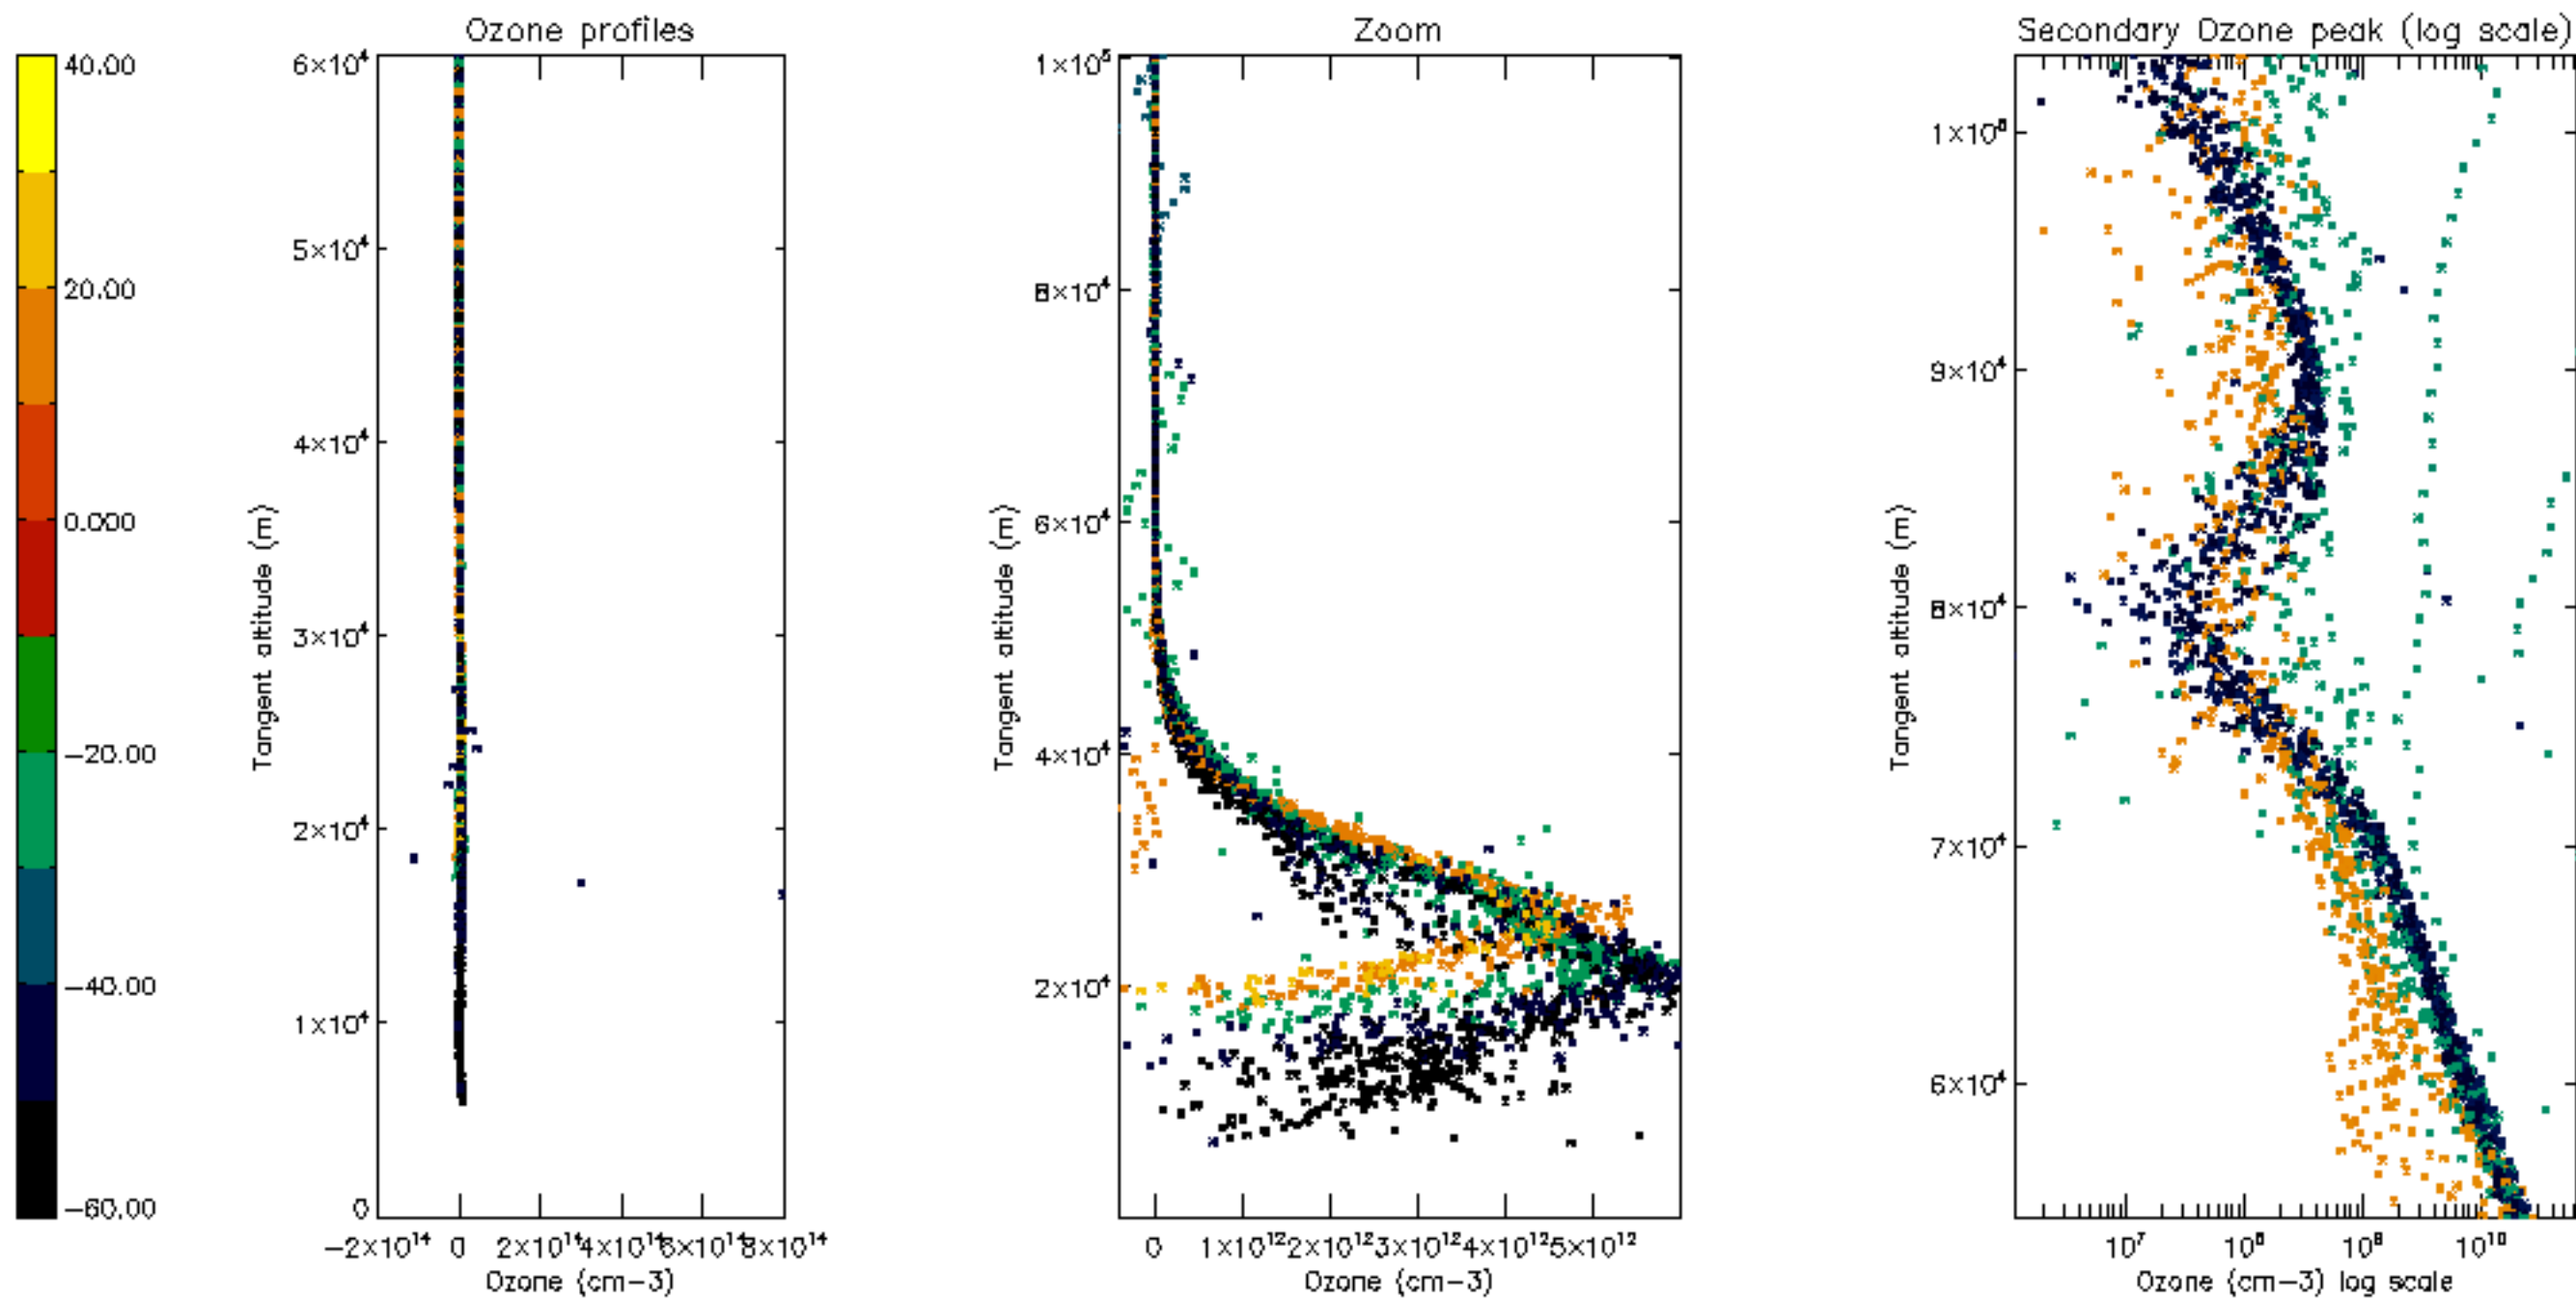 Ozone profiles
Zoom
Secondary Ozone peak (log scale)
40.00
20.00
0.000
-20.00
-40.00
-60.00
6×10⁴
5×10⁴
4×10⁴
3×10⁴
2×10⁴
1×10⁴
0
Tangent altitude (m)
-2×10¹⁴ 0 2×10¹⁴ 4×10¹⁴ 6×10¹⁴ 8×10¹⁴
Ozone (cm-3)
1×10⁵
8×10⁴
6×10⁴
4×10⁴
2×10⁴
Tangent altitude (m)
0 1×10¹² 2×10¹² 3×10¹² 4×10¹² 5×10¹²
Ozone (cm-3)
1×10⁵
9×10⁴
8×10⁴
7×10⁴
6×10⁴
Tangent altitude (m)
10⁷ 10⁸ 10⁹ 10¹⁰
Ozone (cm-3) log scale